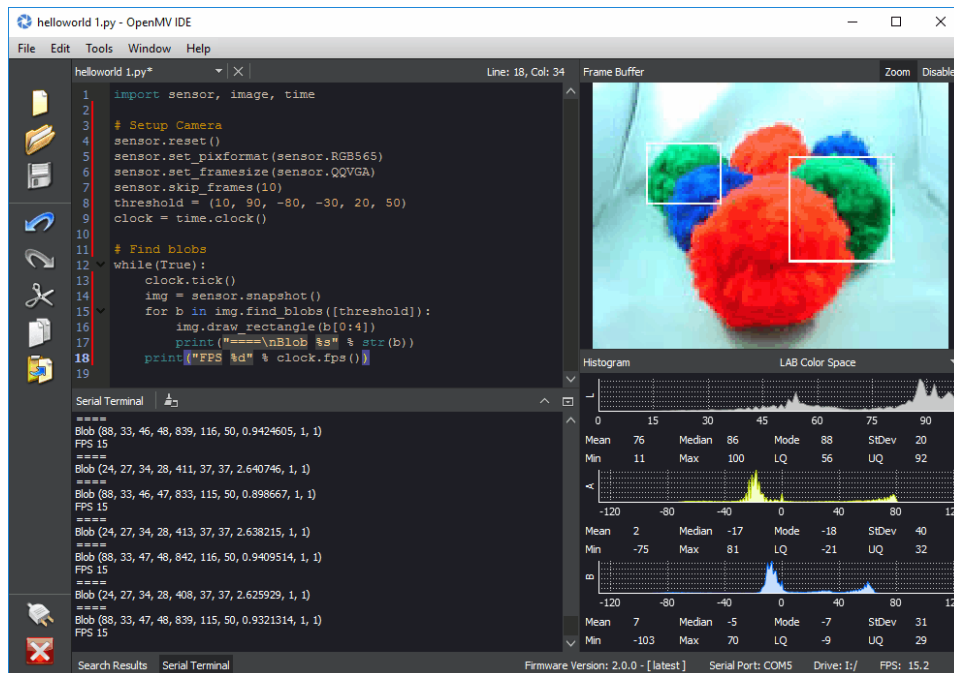 helloworld 1.py - OpenMV IDE
File Edit Tools Window Help
helloworld 1.py* Line: 18, Col: 34
1 import sensor, image, time
2
3 # Setup Camera
4 sensor.reset()
5 sensor.set_pixformat(sensor.RGB565)
6 sensor.set_framesize(sensor.QQVGA)
7 sensor.skip_frames(10)
8 threshold = (10, 90, -80, -30, 20, 50)
9 clock = time.clock()
10
11 # Find blobs
12 while(True):
13 clock.tick()
14 img = sensor.snapshot()
15 for b in img.find_blobs([threshold]):
16 img.draw_rectangle(b[0:4])
17 print("====\nBlob %s" % str(b))
18 print("FPS %d" % clock.fps())
19
Serial Terminal
====
Blob (88, 33, 46, 48, 839, 116, 50, 0.9424605, 1, 1)
FPS 15
====
Blob (24, 27, 34, 28, 411, 37, 37, 2.640746, 1, 1)
====
Blob (88, 33, 46, 47, 833, 115, 50, 0.898667, 1, 1)
FPS 15
====
Blob (24, 27, 34, 28, 413, 37, 37, 2.638215, 1, 1)
====
Blob (88, 33, 47, 48, 842, 116, 50, 0.9409514, 1, 1)
FPS 15
====
Blob (24, 27, 34, 28, 408, 37, 37, 2.625929, 1, 1)
====
Blob (88, 33, 47, 48, 839, 115, 50, 0.9321314, 1, 1)
FPS 15
Frame Buffer Zoom Disable
Histogram LAB Color Space
L
0 15 30 45 60 75 90
Mean 76 Median 86 Mode 88 StDev 20
Min 11 Max 100 LQ 56 UQ 92
A
-120 -80 -40 0 40 80 12
Mean 2 Median -17 Mode -18 StDev 40
Min -75 Max 81 LQ -21 UQ 32
B
-120 -80 -40 0 40 80 12
Mean 7 Median -5 Mode -7 StDev 31
Min -103 Max 70 LQ -9 UQ 29
Search Results Serial Terminal Firmware Version: 2.0.0 - [ latest ] Serial Port: COM5 Drive: I:/ FPS: 15.2